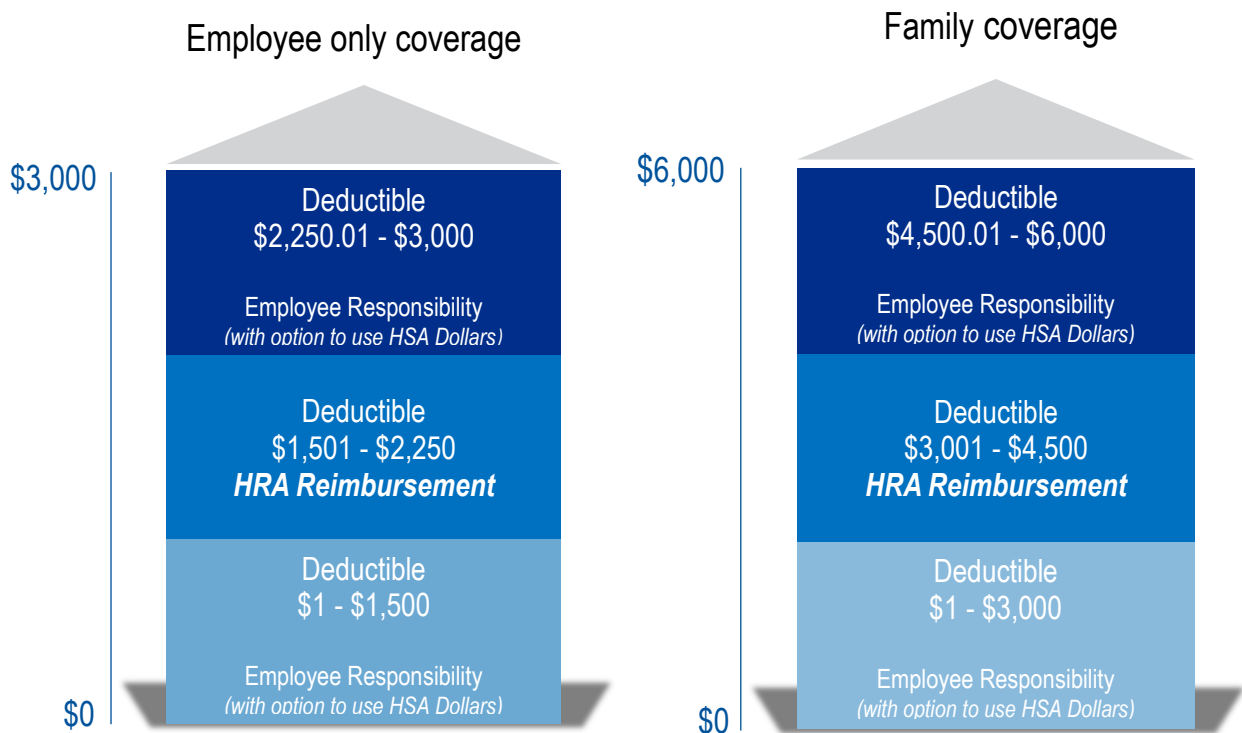 Employee only coverage
$3,000
Deductible
$2,250.01 - $3,000
Employee Responsibility
(with option to use HSA Dollars)
Deductible
$1,501 - $2,250
HRA Reimbursement
Deductible
$1 - $1,500
Employee Responsibility
(with option to use HSA Dollars)
$0
Family coverage
$6,000
Deductible
$4,500.01 - $6,000
Employee Responsibility
(with option to use HSA Dollars)
Deductible
$3,001 - $4,500
HRA Reimbursement
Deductible
$1 - $3,000
Employee Responsibility
(with option to use HSA Dollars)
$0